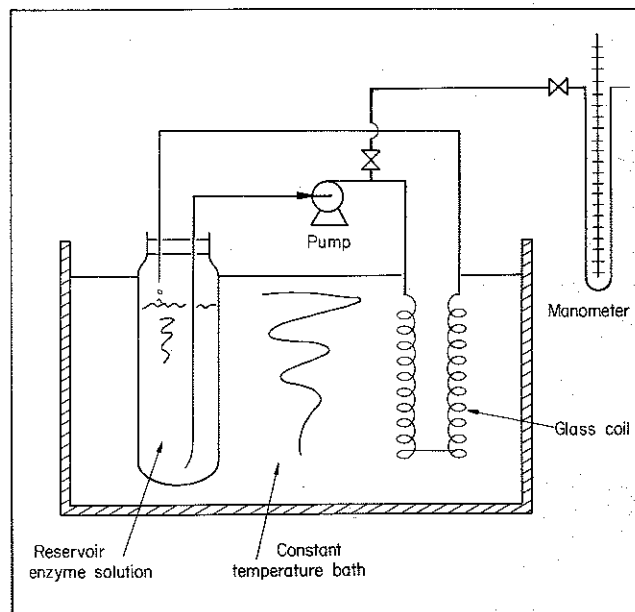 Pump
Manometer
Glass coil
Reservoir
enzyme solution
Constant
temperature bath